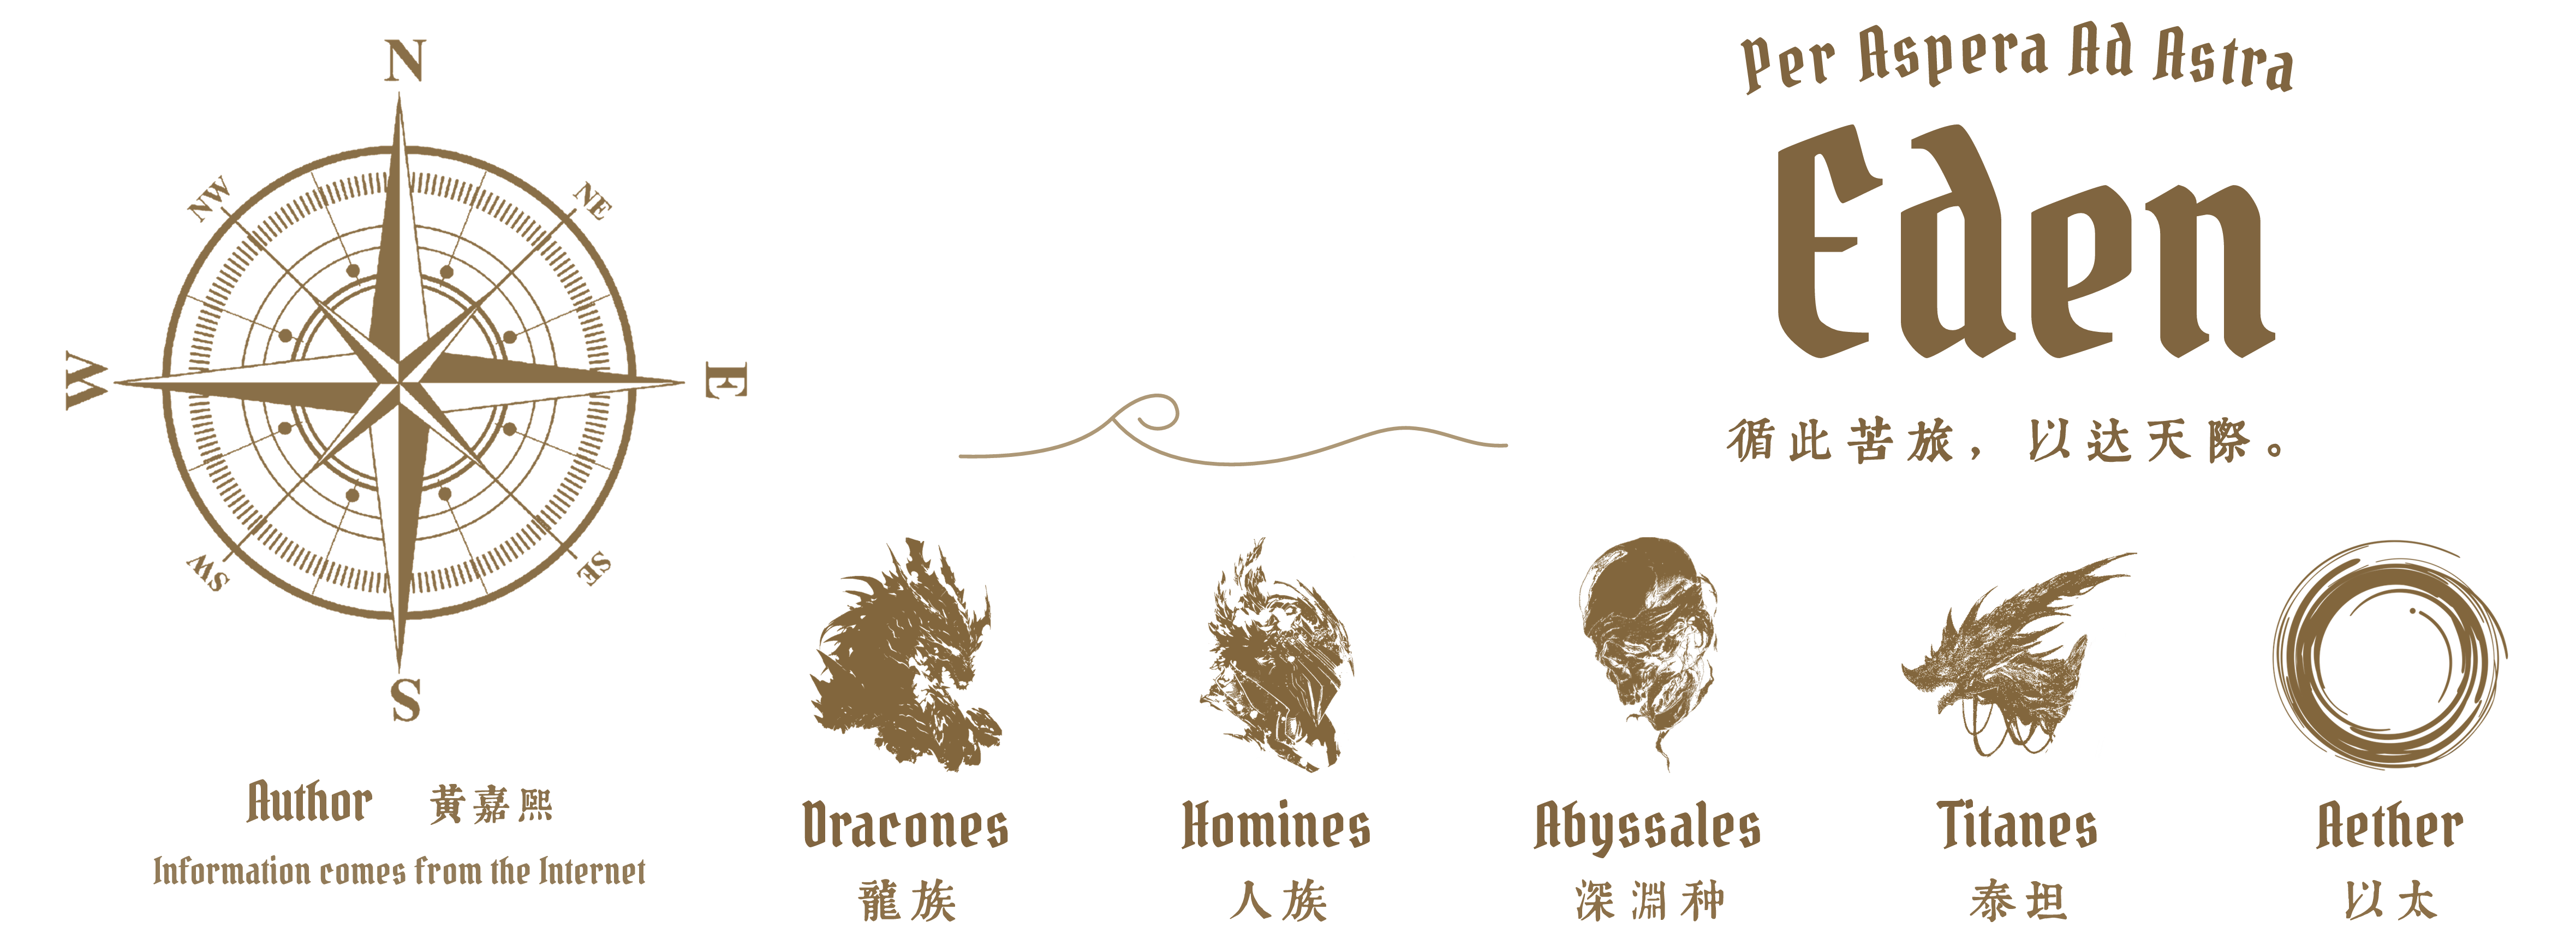 N
NW
NE
W
E
SW
SE
S
Author 黃嘉熙
Information comes from the Internet
Per Aspera Ad Astra
Eden
循此苦旅，以达天際。
Dracones
龍族
Homines
人族
Abyssales
深淵种
Titanes
泰坦
Aether
以太